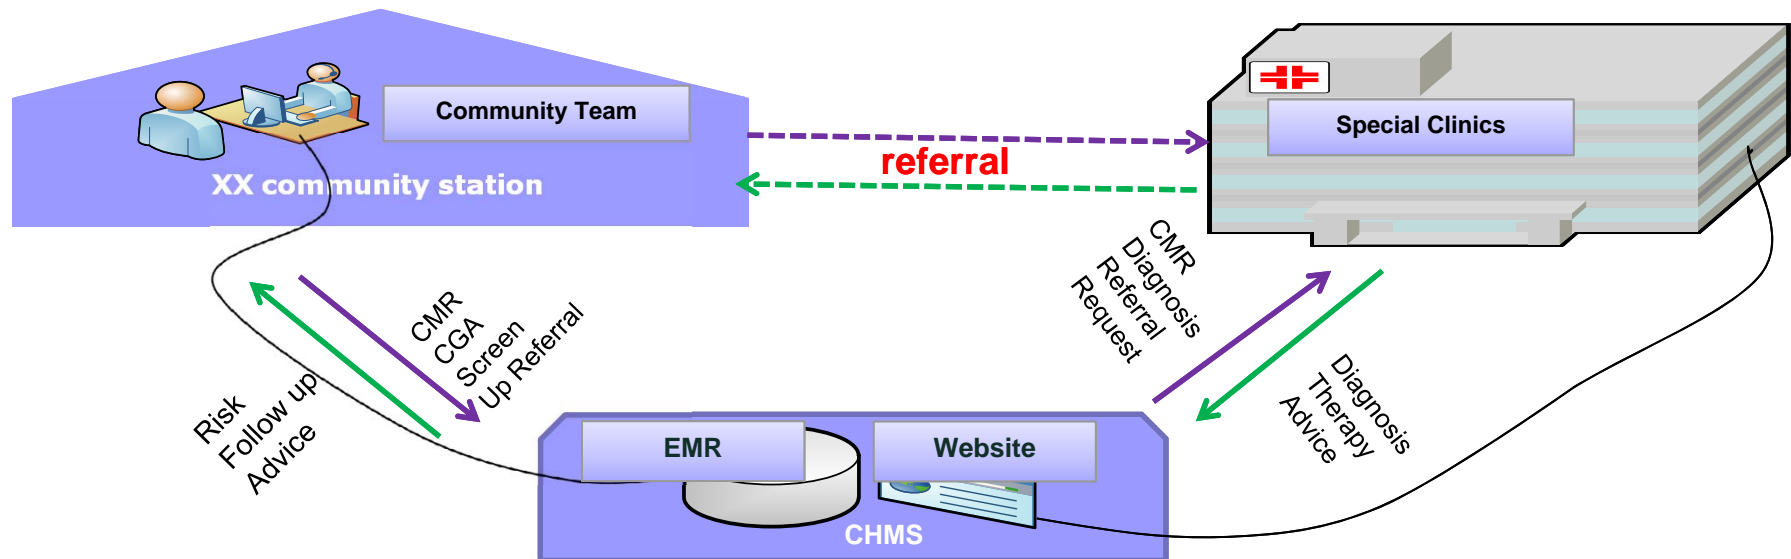 Community Team
XX community station
referral
Special Clinics
CMR
CGA
Screen
Up Referral
Risk
Follow up
Advice
CMR
Diagnosis
Referral
Request
Diagnosis
Therapy
Advice
EMR
Website
CHMS